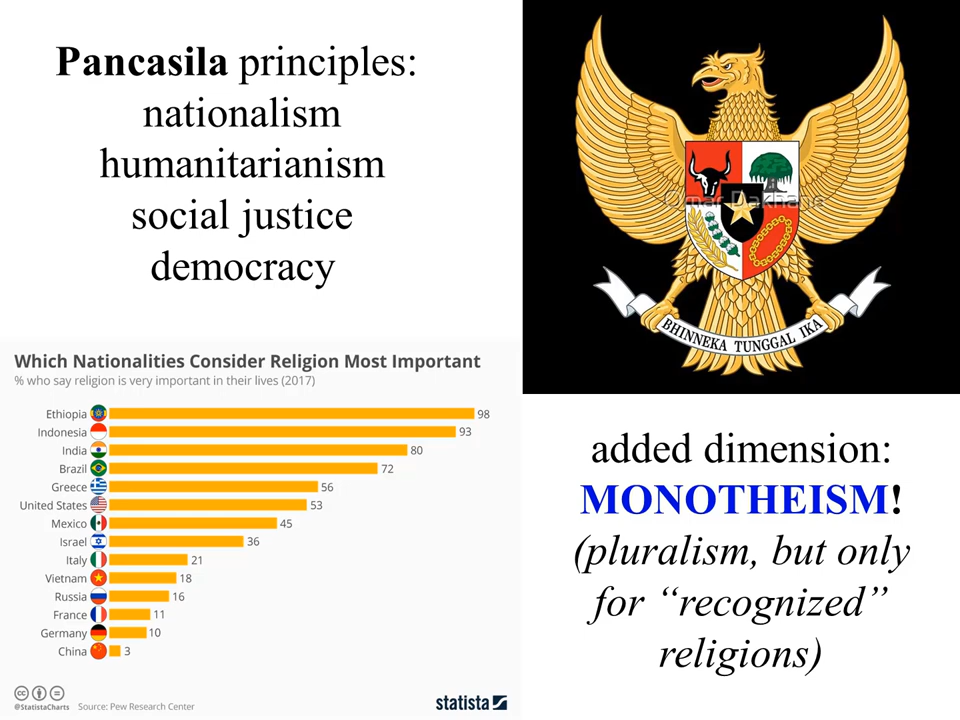 Pancasila principles:
nationalism
humanitarianism
social justice
democracy
Omar Dakhane
BHINNEKA TUNGGAL IKA
Which Nationalities Consider Religion Most Important
% who say religion is very important in their lives (2017)
Ethiopia 98
Indonesia 93
India 80
Brazil 72
Greece 56
United States 53
Mexico 45
Israel 36
Italy 21
Vietnam 18
Russia 16
France 11
Germany 10
China 3
@StatistaCharts Source: Pew Research Center
statista
added dimension:
MONOTHEISM!
(pluralism, but only
for “recognized”
religions)